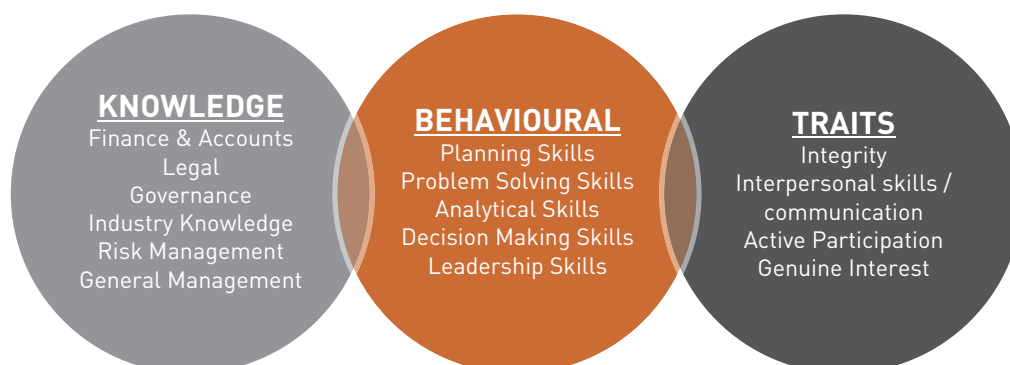 KNOWLEDGE
Finance & Accounts
Legal
Governance
Industry Knowledge
Risk Management
General Management
BEHAVIOURAL
Planning Skills
Problem Solving Skills
Analytical Skills
Decision Making Skills
Leadership Skills
TRAITS
Integrity
Interpersonal skills /
communication
Active Participation
Genuine Interest